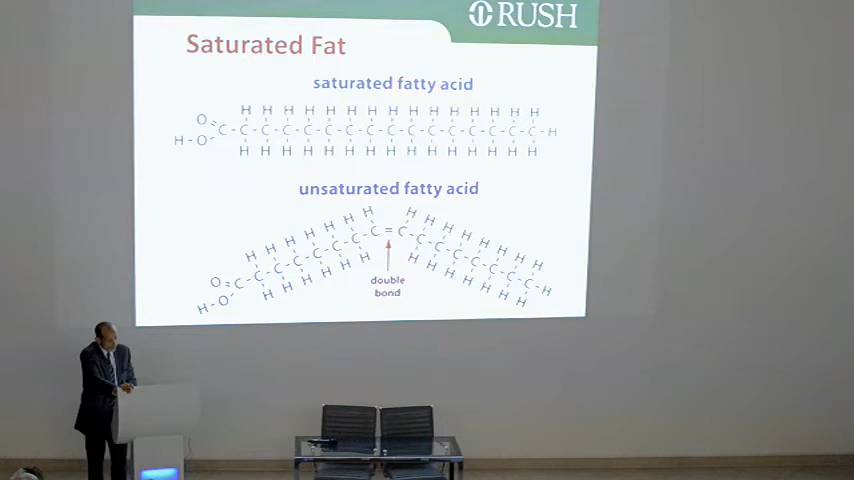 RUSH
Saturated Fat
saturated fatty acid
H H H H H H H H H H H H H H H
O=C-C-C-C-C-C-C-C-C-C-C-C-C-C-C-C-H
H-O
H H H H H H H H H H H H H H H
unsaturated fatty acid
H H H H H H H H H H H H H H H
O=C-C-C-C-C-C-C-C=C-C-C-C-C-C-C-C-H
H-O
H H H H H H H H H H H H H
double
bond